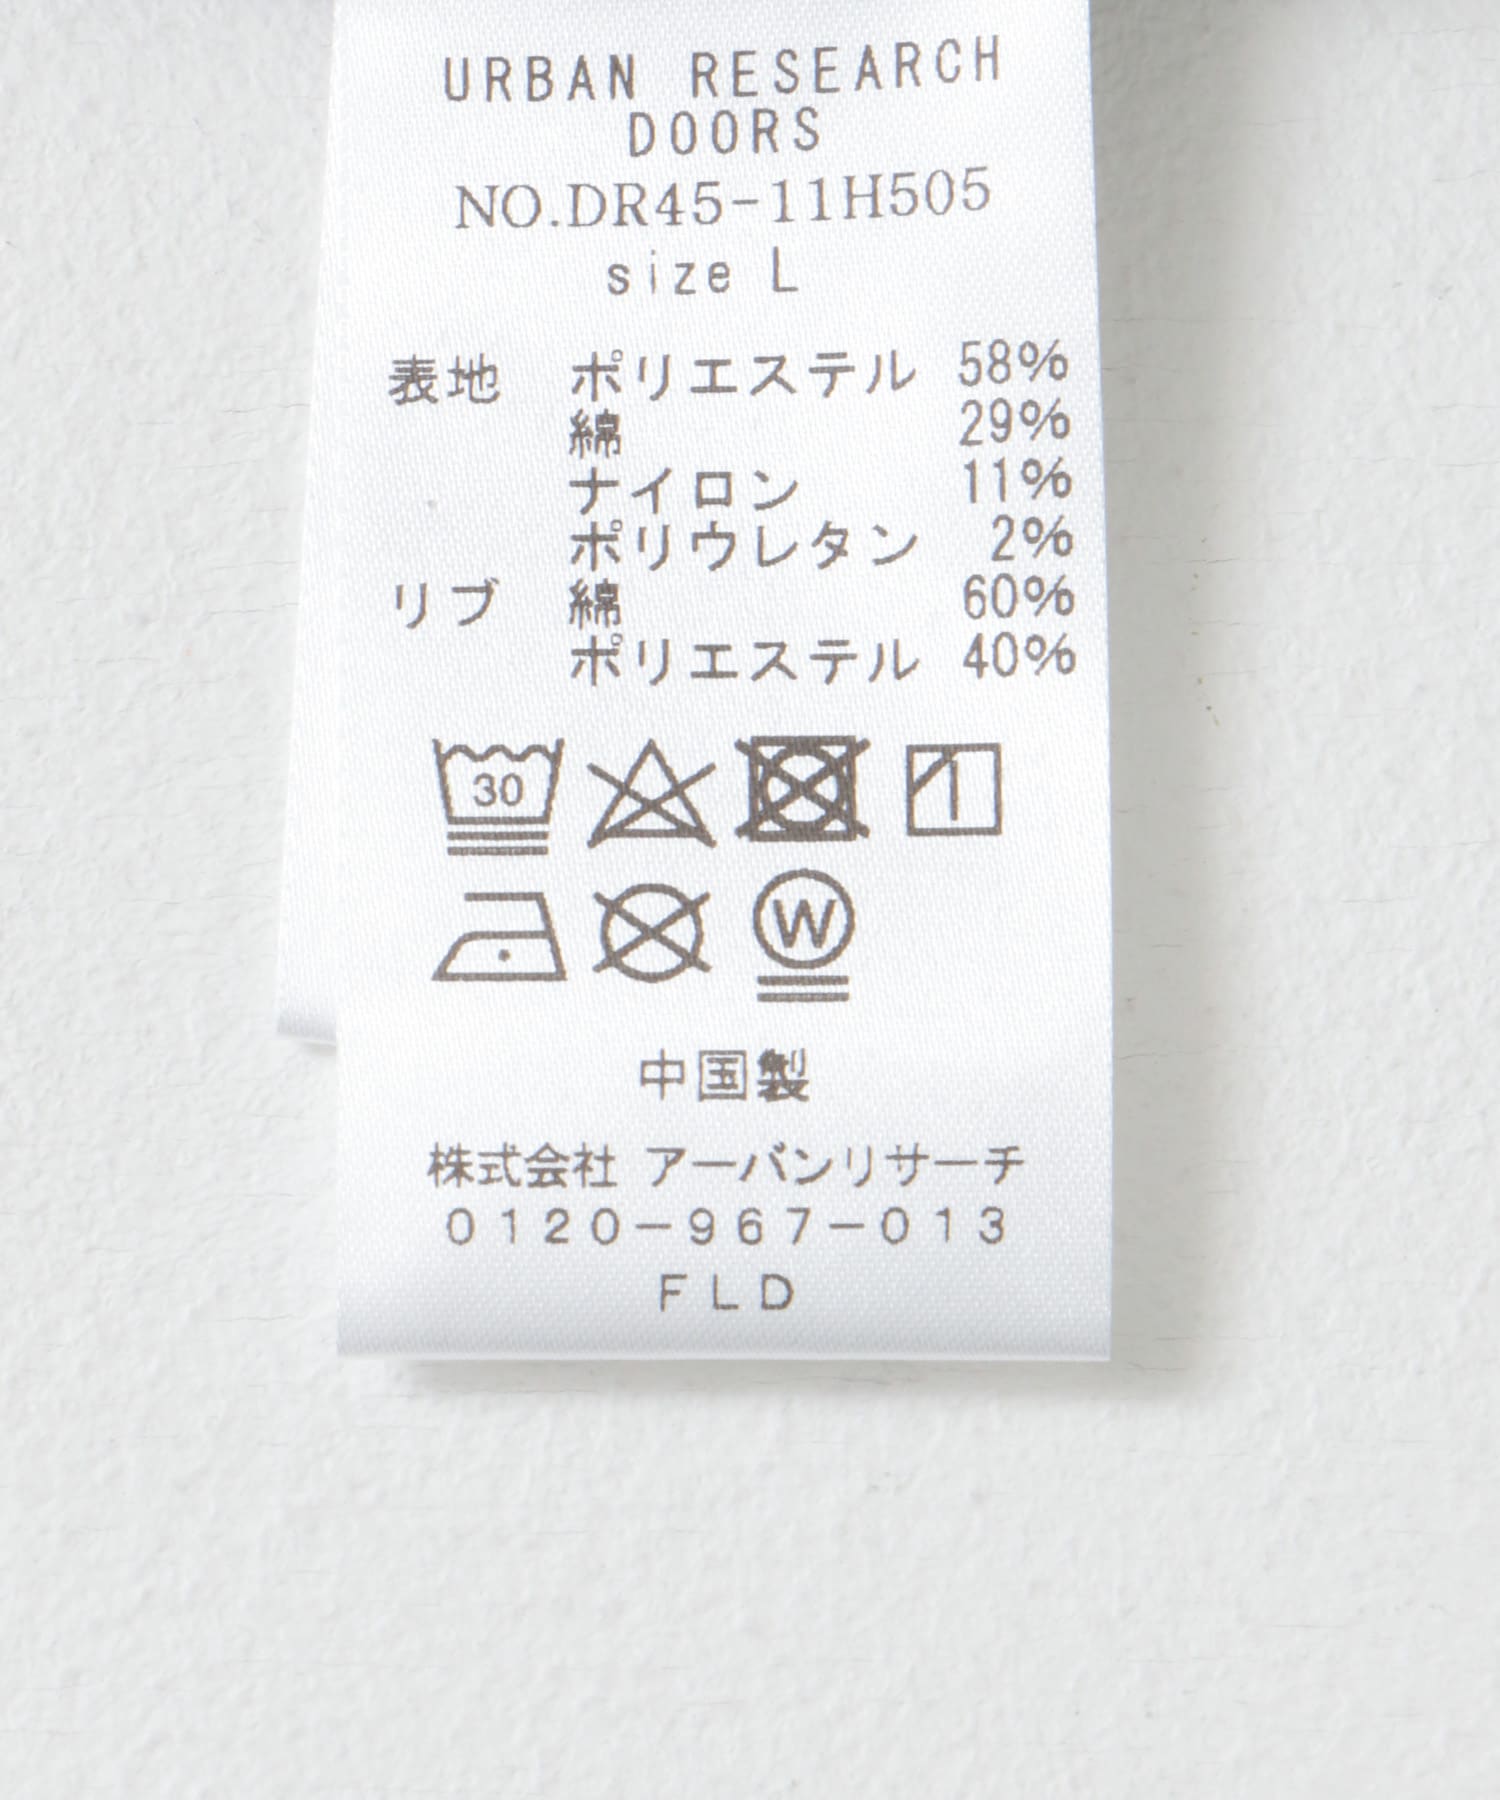 URBAN RESEARCH
DOORS
NO.DR45-11H505
size L
表地 ポリエステル 58%
綿 29%
ナイロン 11%
ポリウレタン 2%
リブ 綿 60%
ポリエステル 40%
30
W
中国製
株式会社 アーバンリサーチ
0120-967-013
FLD